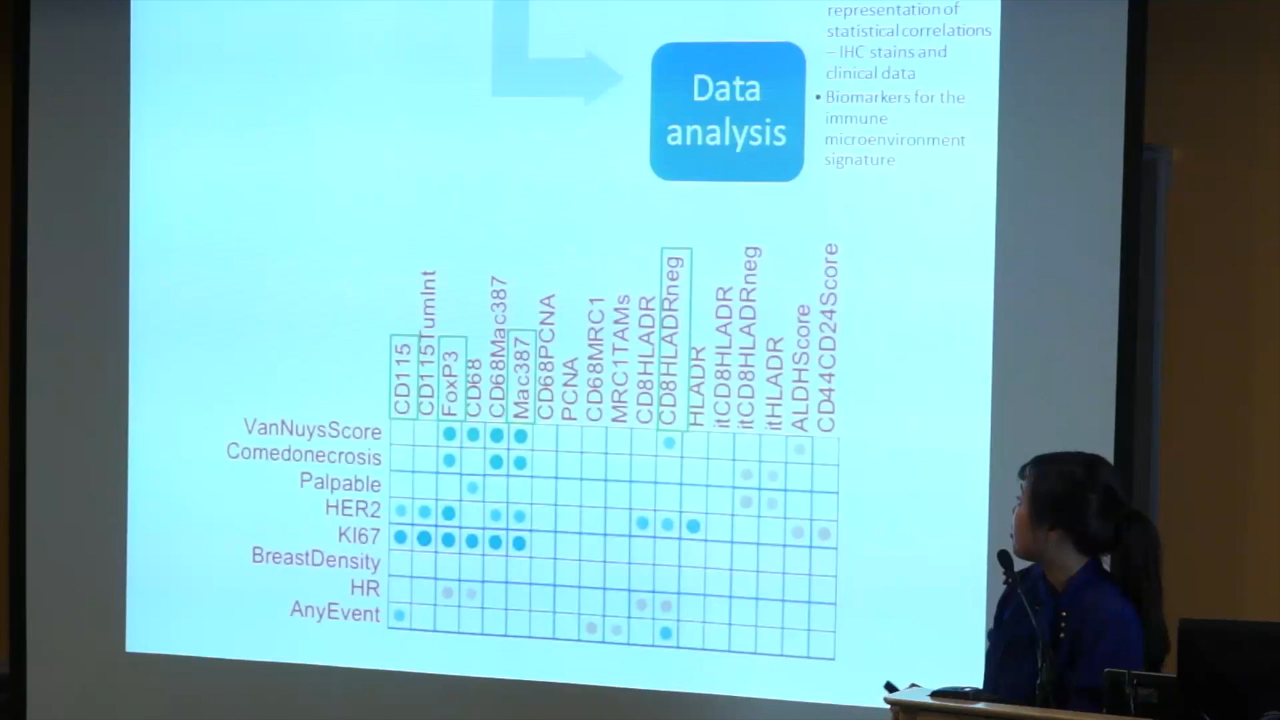 representation of
statistical correlations
– IHC stains and
clinical data
• Biomarkers for the
immune
microenvironment
signature
Data
analysis
CD115
CD115TumInt
FoxP3
CD68
CD68Mac387
Mac387
CD68PCNA
PCNA
CD68MRC1
MRC1TAMs
CD8HLADR
CD8HLADRneg
HLADR
itCD8HLADR
itCD8HLADRneg
itHLADR
ALDHScore
CD44CD24Score
VanNuysScore
Comedonecrosis
Palpable
HER2
KI67
BreastDensity
HR
AnyEvent